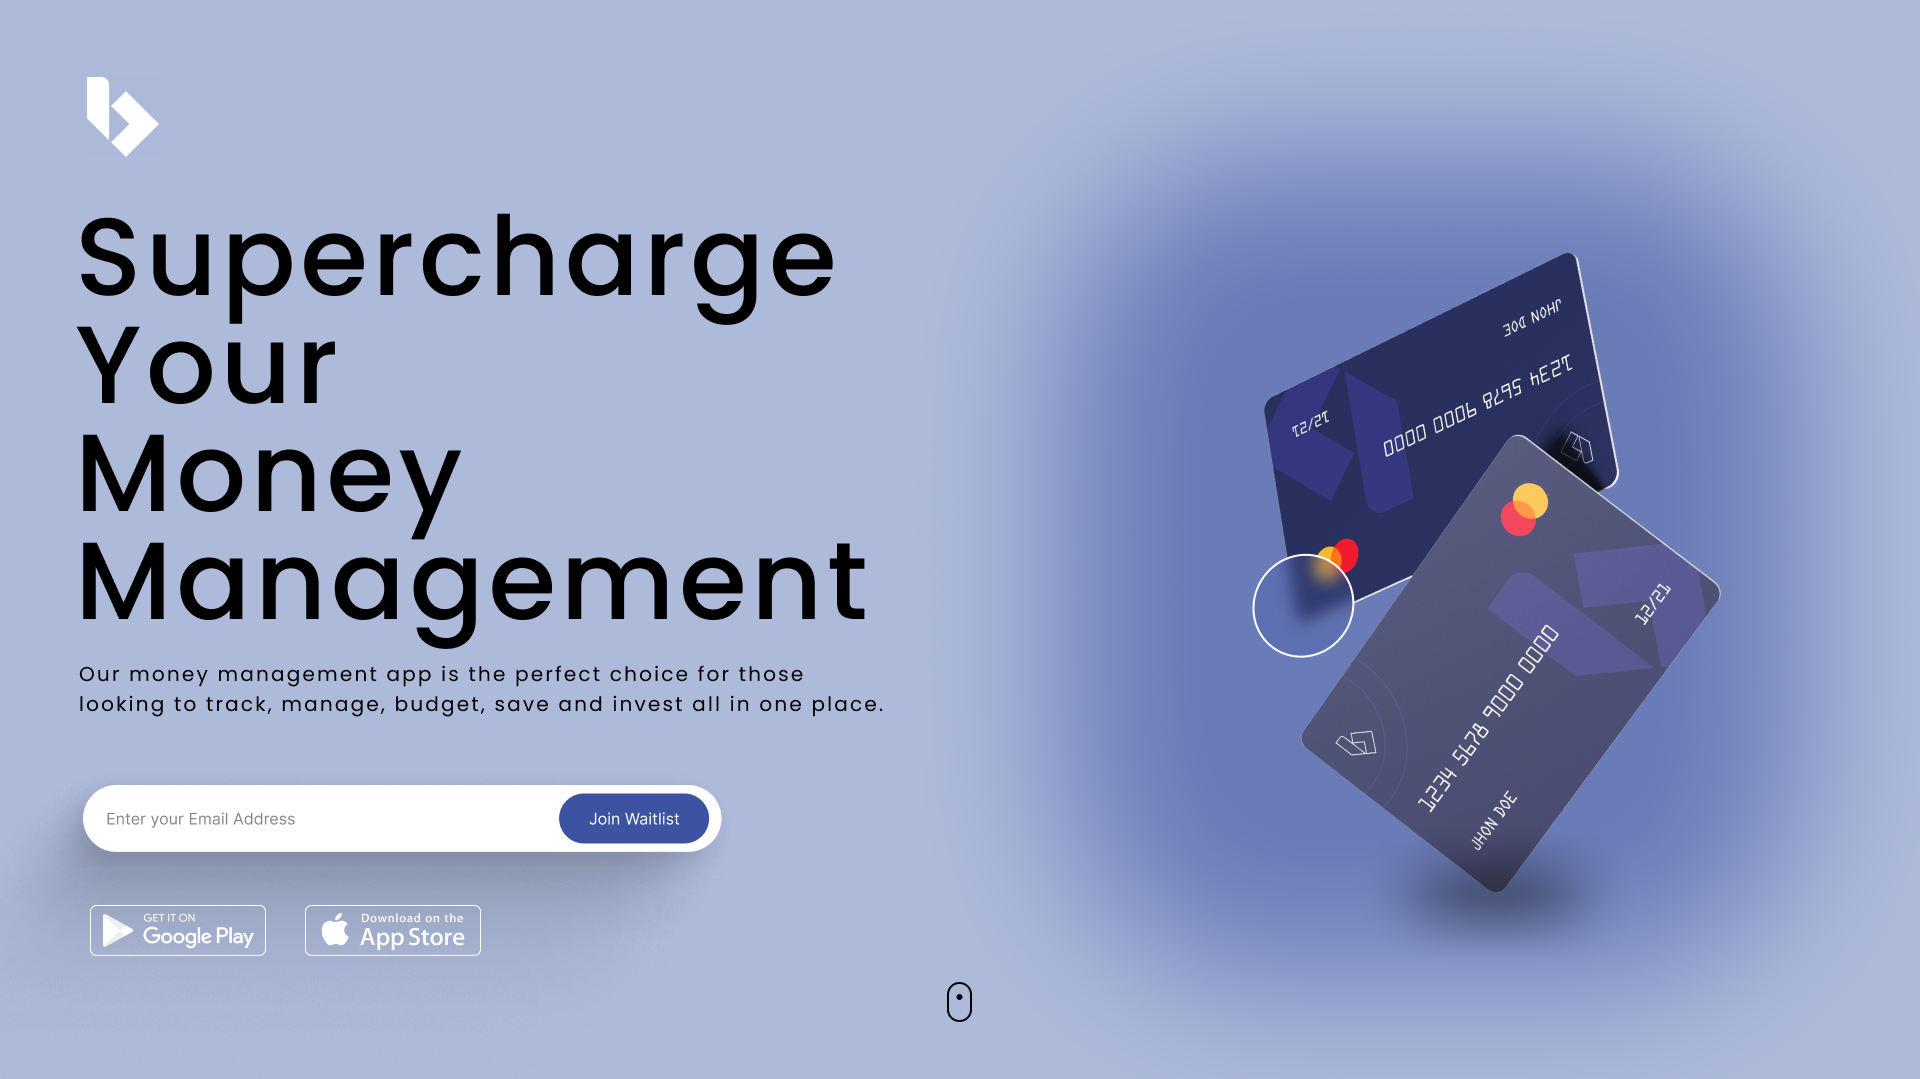 Supercharge
Your
Money
Management
Our money management app is the perfect choice for those
looking to track, manage, budget, save and invest all in one place.
Enter your Email Address
Join Waitlist
GET IT ON
Google Play
Download on the
App Store
JHON DOE
1234 5678 9000 0000
12/21
12/21
1234 5678 9000 0000
JHON DOE